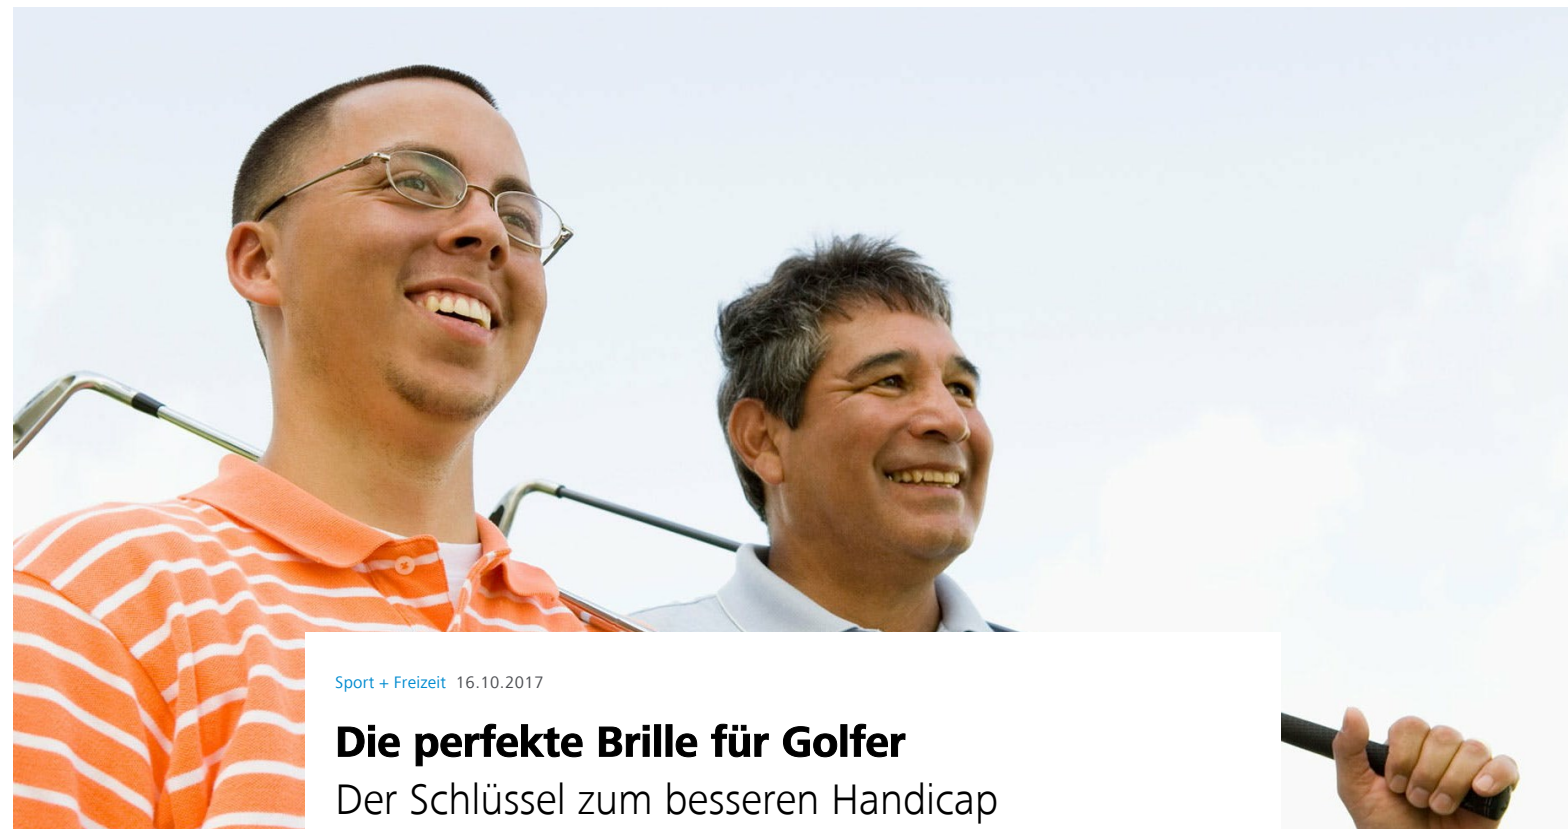 Sport + Freizeit 16.10.2017
Die perfekte Brille für Golfer
Der Schlüssel zum besseren Handicap